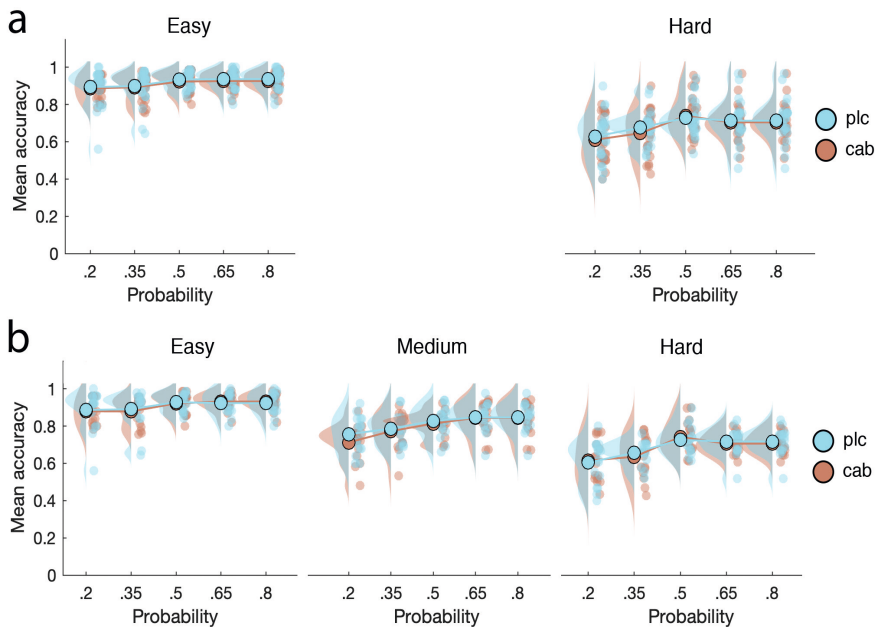 a
Easy
Hard
Mean accuracy
1
0.8
0.6
0.4
0.2
0
.2 .35 .5 .65 .8
Probability
.2 .35 .5 .65 .8
Probability
plc
cab
b
Easy
Medium
Hard
Mean accuracy
1
0.8
0.6
0.4
0.2
0
.2 .35 .5 .65 .8
Probability
.2 .35 .5 .65 .8
Probability
.2 .35 .5 .65 .8
Probability
plc
cab